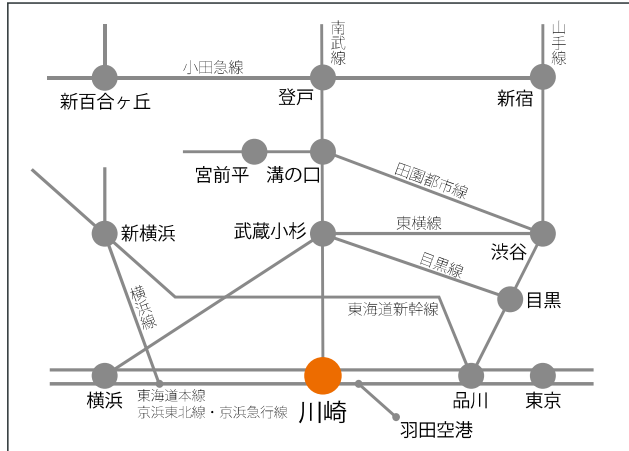 南武線
山手線
小田急線
新百合ヶ丘
登戸
新宿
宮前平
溝の口
田園都市線
新横浜
武蔵小杉
東横線
渋谷
目黒線
目黒
横浜線
東海道新幹線
横浜
東海道本線
京浜東北線・京浜急行線
川崎
品川
東京
羽田空港